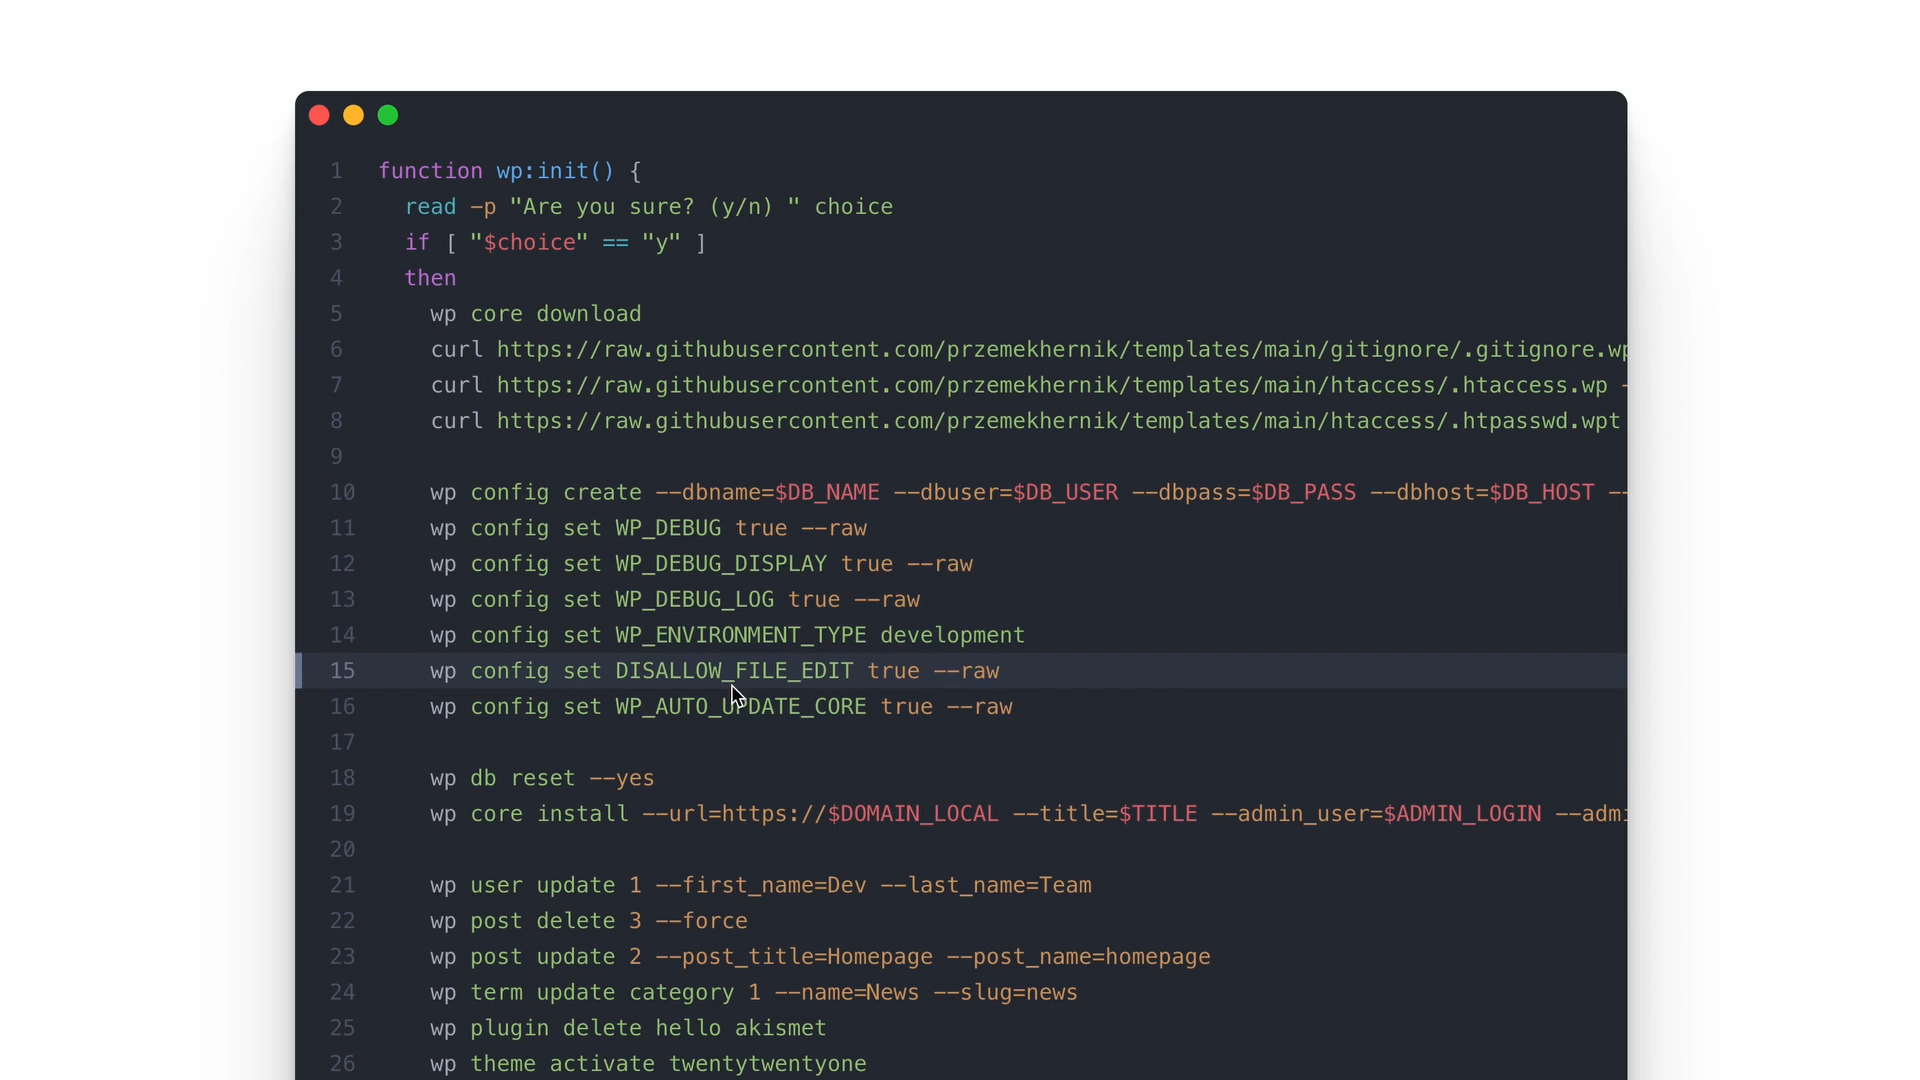 1 function wp:init() {
2 read -p "Are you sure? (y/n) " choice
3 if [ "$choice" == "y" ]
4 then
5 wp core download
6 curl https://raw.githubusercontent.com/przemekhernik/templates/main/gitignore/.gitignore.wp
7 curl https://raw.githubusercontent.com/przemekhernik/templates/main/htaccess/.htaccess.wp -
8 curl https://raw.githubusercontent.com/przemekhernik/templates/main/htaccess/.htpasswd.wpt
9
10 wp config create --dbname=$DB_NAME --dbuser=$DB_USER --dbpass=$DB_PASS --dbhost=$DB_HOST --
11 wp config set WP_DEBUG true --raw
12 wp config set WP_DEBUG_DISPLAY true --raw
13 wp config set WP_DEBUG_LOG true --raw
14 wp config set WP_ENVIRONMENT_TYPE development
15 wp config set DISALLOW_FILE_EDIT true --raw
16 wp config set WP_AUTO_UPDATE_CORE true --raw
17
18 wp db reset --yes
19 wp core install --url=https://$DOMAIN_LOCAL --title=$TITLE --admin_user=$ADMIN_LOGIN --admi
20
21 wp user update 1 --first_name=Dev --last_name=Team
22 wp post delete 3 --force
23 wp post update 2 --post_title=Homepage --post_name=homepage
24 wp term update category 1 --name=News --slug=news
25 wp plugin delete hello akismet
26 wp theme activate twentytwentyone